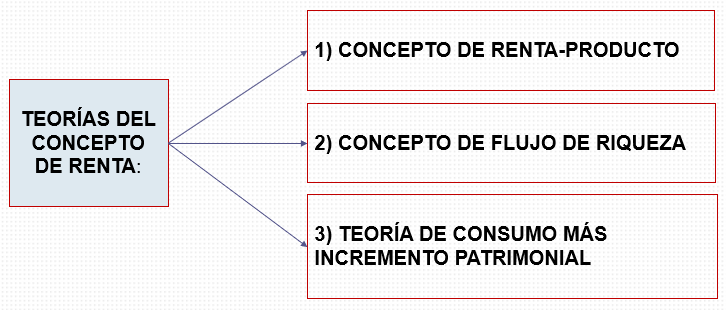 TEORÍAS DEL
CONCEPTO
DE RENTA:
1) CONCEPTO DE RENTA-PRODUCTO
2) CONCEPTO DE FLUJO DE RIQUEZA
3) TEORÍA DE CONSUMO MÁS
INCREMENTO PATRIMONIAL